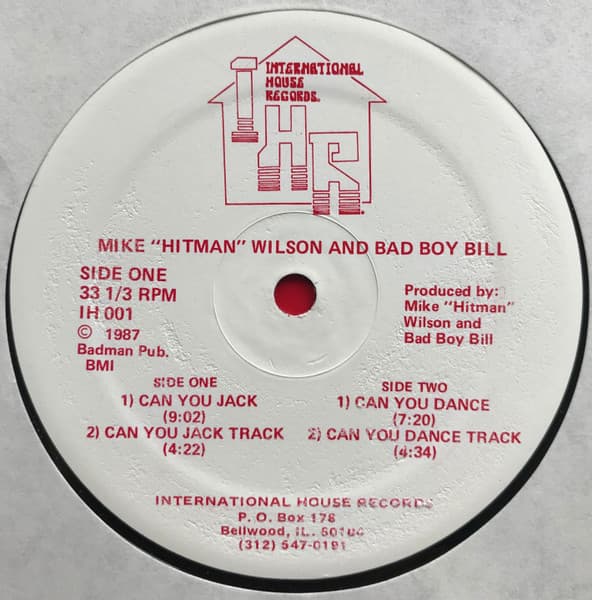 INTERNATIONAL
HOUSE
RECORDS.
IHR
MIKE "HITMAN" WILSON AND BAD BOY BILL
SIDE ONE
33 1/3 RPM
IH 001
© 1987
Badman Pub.
BMI
Produced by:
Mike "Hitman"
Wilson and
Bad Boy Bill
SIDE ONE
1) CAN YOU JACK
(9:02)
2) CAN YOU JACK TRACK
(4:22)
SIDE TWO
1) CAN YOU DANCE
(7:20)
2) CAN YOU DANCE TRACK
(4:34)
INTERNATIONAL HOUSE RECORDS
P. O. Box 178
Bellwood, IL. 60104
(312) 547-0191